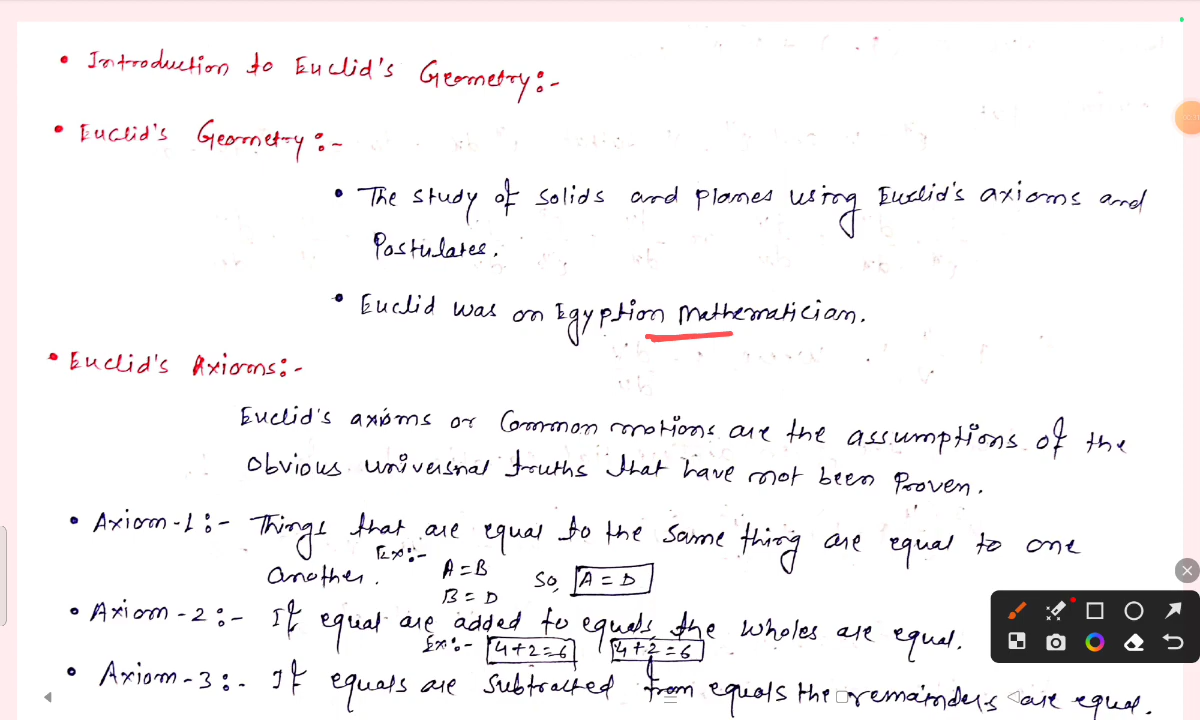 • Introduction to Euclid's Geometry:-
• Euclid's Geometry:-
• The study of solids and planes using Euclid's axioms and
Postulates.
• Euclid was an Egyptian Mathematician.
• Euclid's Axioms:-
Euclid's axioms or Common notions are the assumptions of the
obvious universal truths that have not been Proven.
• Axiom-1:- Things that are equal to the same thing are equal to one
another. Ex:- A=B So, A=D
B=D
• Axiom-2:- If equal are added to equals, the wholes are equal.
Ex:- 4+2=6 4+2=6
• Axiom-3:- If equals are subtracted from equals the remainders are equal.